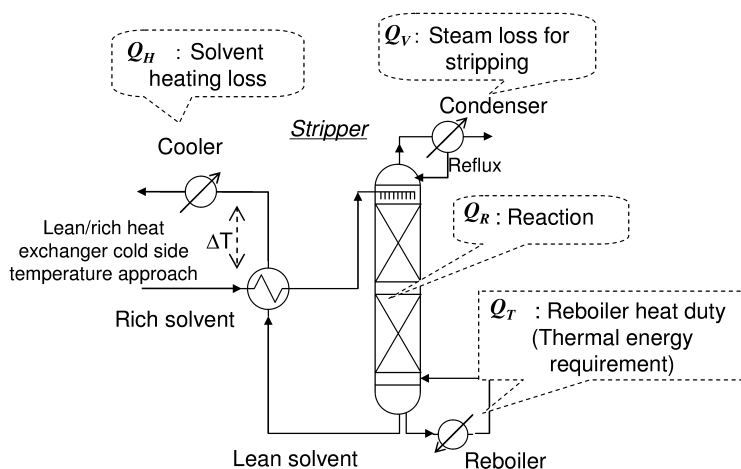 Q_H : Solvent
heating loss
Q_V : Steam loss for
stripping
Condenser
Stripper
Cooler
Reflux
Q_R : Reaction
Lean/rich heat
exchanger cold side
temperature approach
ΔT
Rich solvent
Q_T : Reboiler heat duty
(Thermal energy
requirement)
Lean solvent
Reboiler